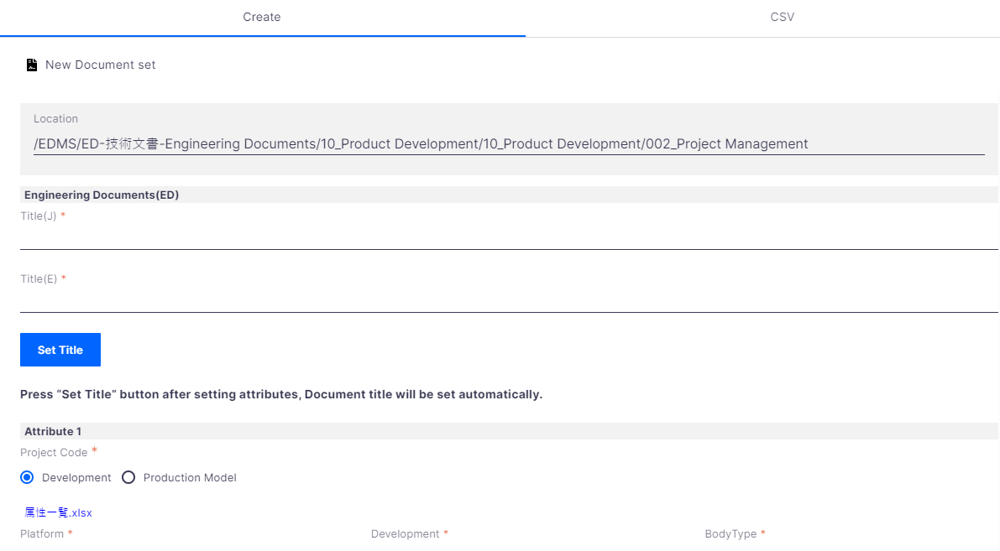 Create CSV
New Document set
Location
/EDMS/ED-技術文書-Engineering Documents/10_Product Development/10_Product Development/002_Project Management
Engineering Documents(ED)
Title(J) *
Title(E) *
Set Title
Press “Set Title” button after setting attributes, Document title will be set automatically.
Attribute 1
Project Code *
Development Production Model
属性一覧.xlsx
Platform * Development * BodyType *